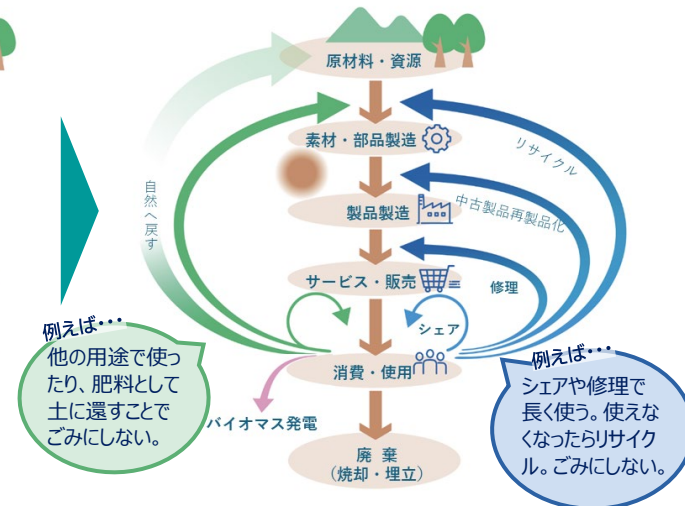 原材料・資源
素材・部品製造
リサイクル
自然へ戻す
製品製造
中古製品再製品化
サービス・販売
修理
シェア
消費・使用
バイオマス発電
廃 棄
(焼却・埋立)
例えば・・・
他の用途で使っ
たり、肥料として
土に還すことで
ごみにしない。
例えば・・・
シェアや修理で
長く使う。使えな
くなったらリサイク
ル。ごみにしない。